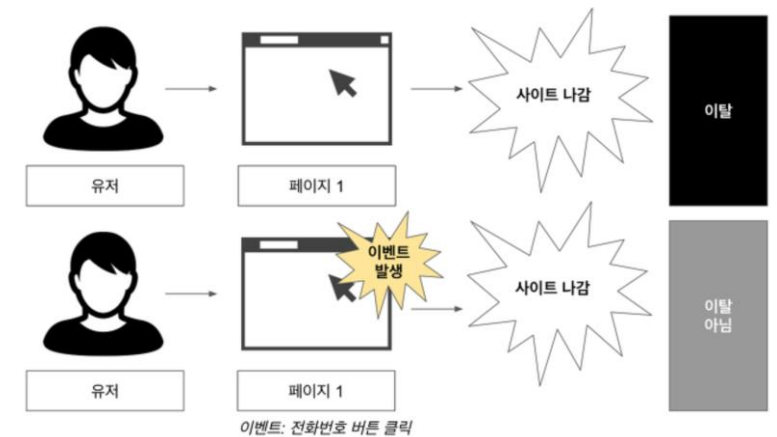 사이트 나감
이탈
유저
페이지 1
이벤트
발생
사이트 나감
이탈
아님
유저
페이지 1
이벤트: 전화번호 버튼 클릭